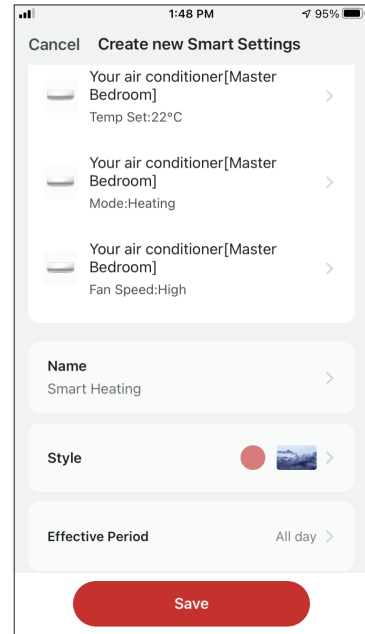 1:48 PM
95%
Cancel Create new Smart Settings
Your air conditioner[Master
Bedroom]
Temp Set:22°C
Your air conditioner[Master
Bedroom]
Mode:Heating
Your air conditioner[Master
Bedroom]
Fan Speed:High
Name
Smart Heating
Style
Effective Period All day
Save